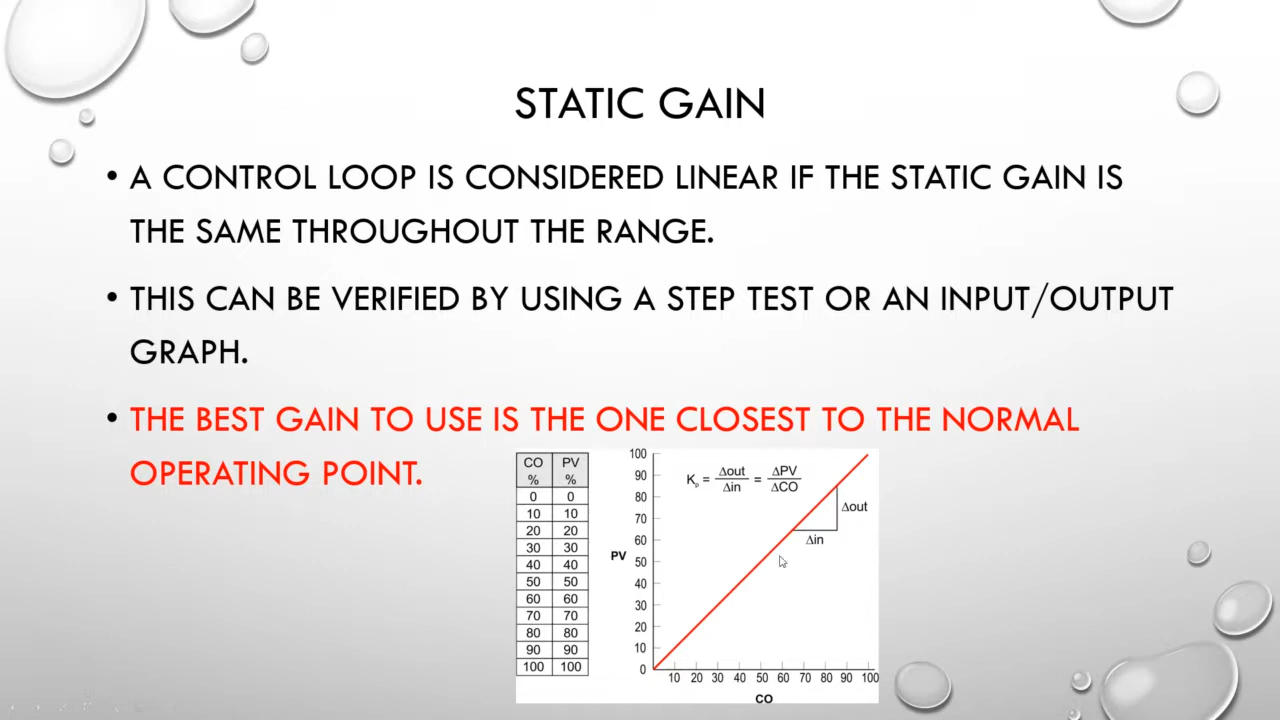 STATIC GAIN
• A CONTROL LOOP IS CONSIDERED LINEAR IF THE STATIC GAIN IS
THE SAME THROUGHOUT THE RANGE.
• THIS CAN BE VERIFIED BY USING A STEP TEST OR AN INPUT/OUTPUT
GRAPH.
• THE BEST GAIN TO USE IS THE ONE CLOSEST TO THE NORMAL
OPERATING POINT.
CO PV
% %
0 0
10 10
20 20
30 30
40 40
50 50
60 60
70 70
80 80
90 90
100 100
100
90
80
70
60
50
40
30
20
10
0
PV
Kp = Δout/Δin = ΔPV/ΔCO
Δout
Δin
10 20 30 40 50 60 70 80 90 100
CO